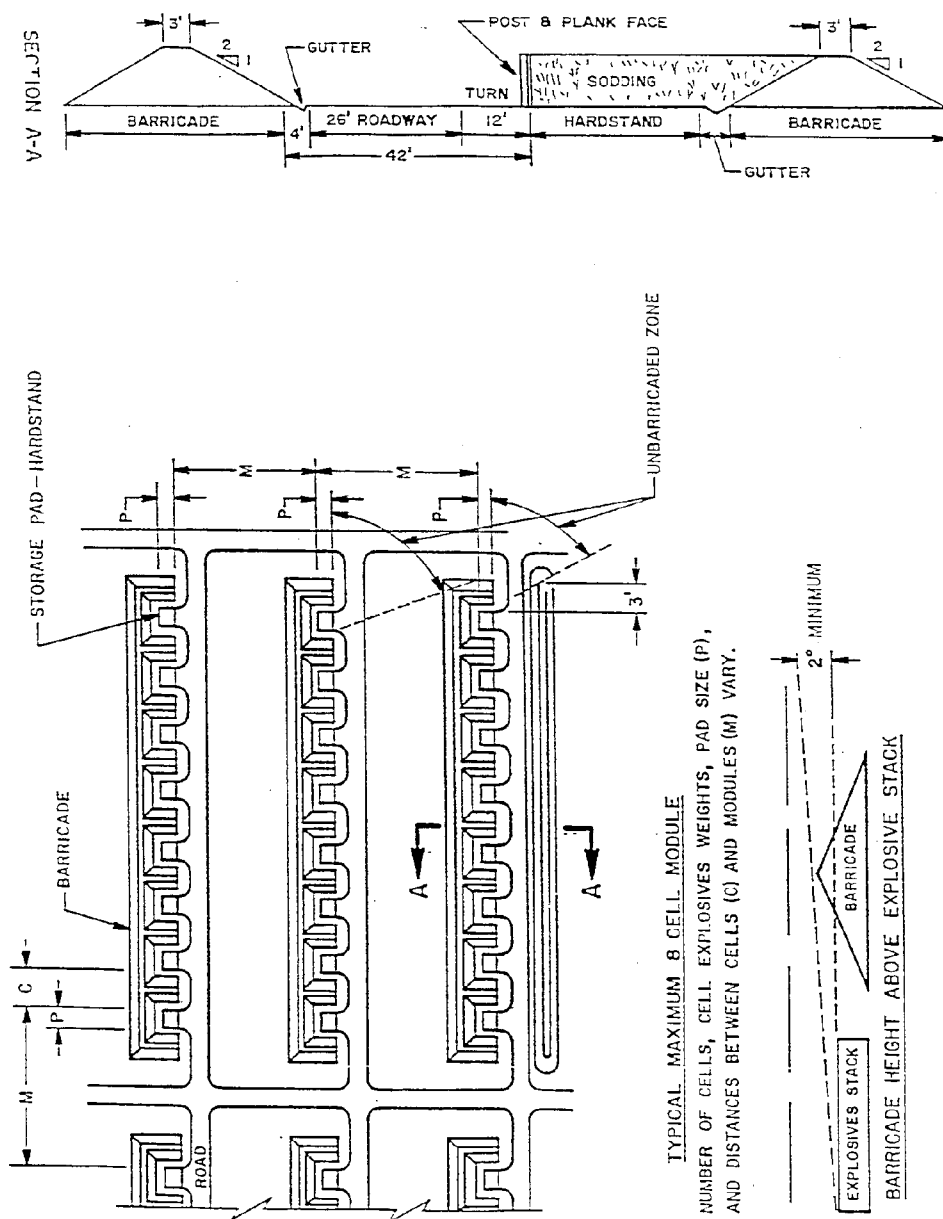 SECTION A-A
3'
2
1
GUTTER
POST & PLANK FACE
3'
2
1
TURN
SODDING
BARRICADE
4'
26' ROADWAY
12'
HARDSTAND
BARRICADE
42'
GUTTER
STORAGE PAD-HARDSTAND
UNBARRICADED ZONE
BARRICADE
P
M
P
M
P
C
P
M
3'
A
A
ROAD
TYPICAL MAXIMUM 8 CELL MODULE
NUMBER OF CELLS, CELL EXPLOSIVES WEIGHTS, PAD SIZE (P),
AND DISTANCES BETWEEN CELLS (C) AND MODULES (M) VARY.
2° MINIMUM
EXPLOSIVES STACK
BARRICADE
BARRICADE HEIGHT ABOVE EXPLOSIVE STACK